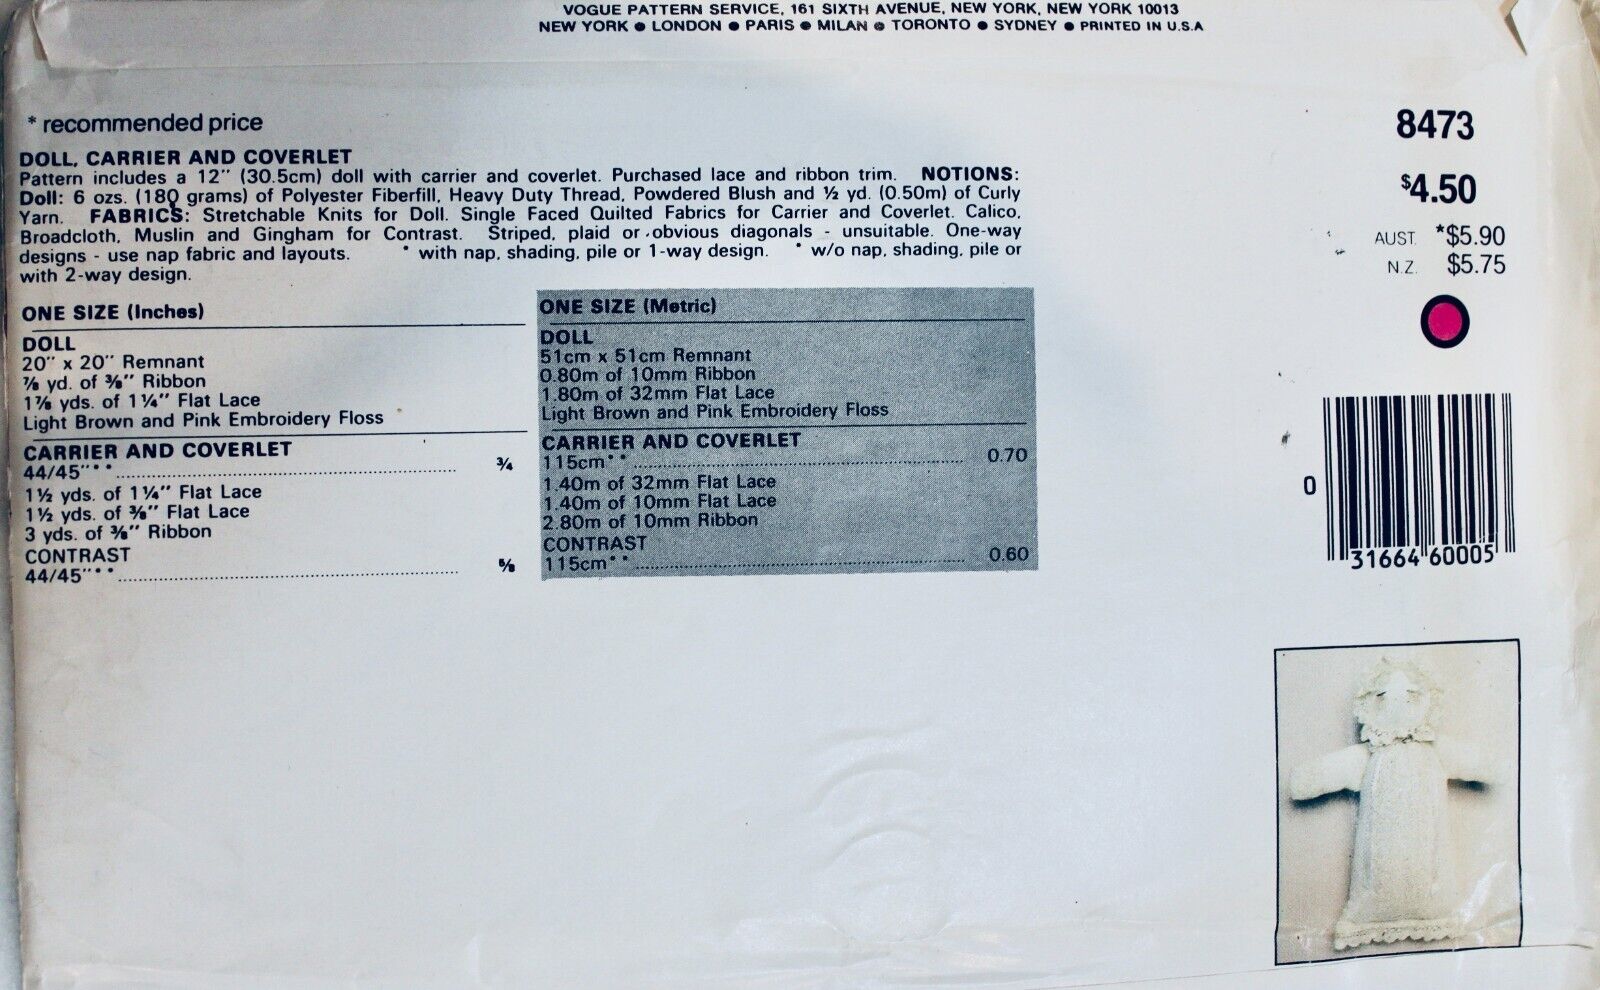 VOGUE PATTERN SERVICE, 161 SIXTH AVENUE, NEW YORK, NEW YORK 10013
NEW YORK ● LONDON ● PARIS ● MILAN ● TORONTO ● SYDNEY ● PRINTED IN U.S.A
* recommended price
DOLL, CARRIER AND COVERLET
Pattern includes a 12" (30.5cm) doll with carrier and coverlet. Purchased lace and ribbon trim. NOTIONS:
Doll: 6 ozs. (180 grams) of Polyester Fiberfill, Heavy Duty Thread, Powdered Blush and ½ yd. (0.50m) of Curly
Yarn. FABRICS: Stretchable Knits for Doll. Single Faced Quilted Fabrics for Carrier and Coverlet. Calico,
Broadcloth, Muslin and Gingham for Contrast. Striped, plaid or obvious diagonals - unsuitable. One-way
designs - use nap fabric and layouts. * with nap, shading, pile or 1-way design. * w/o nap, shading, pile or
with 2-way design.
ONE SIZE (Inches)
DOLL
20" x 20" Remnant
⅞ yd. of ⅜" Ribbon
1⅞ yds. of 1¼" Flat Lace
Light Brown and Pink Embroidery Floss
CARRIER AND COVERLET
44/45"** ........ ¾
1½ yds. of 1¼" Flat Lace
1½ yds. of ⅜" Flat Lace
3 yds. of ⅜" Ribbon
CONTRAST
44/45"** ........ ⅝
ONE SIZE (Metric)
DOLL
51cm x 51cm Remnant
0.80m of 10mm Ribbon
1.80m of 32mm Flat Lace
Light Brown and Pink Embroidery Floss
CARRIER AND COVERLET
115cm** ........ 0.70
1.40m of 32mm Flat Lace
1.40m of 10mm Flat Lace
2.80m of 10mm Ribbon
CONTRAST
115cm** ........ 0.60
8473
$4.50
AUST. *$5.90
N.Z. $5.75
0 31664 60005